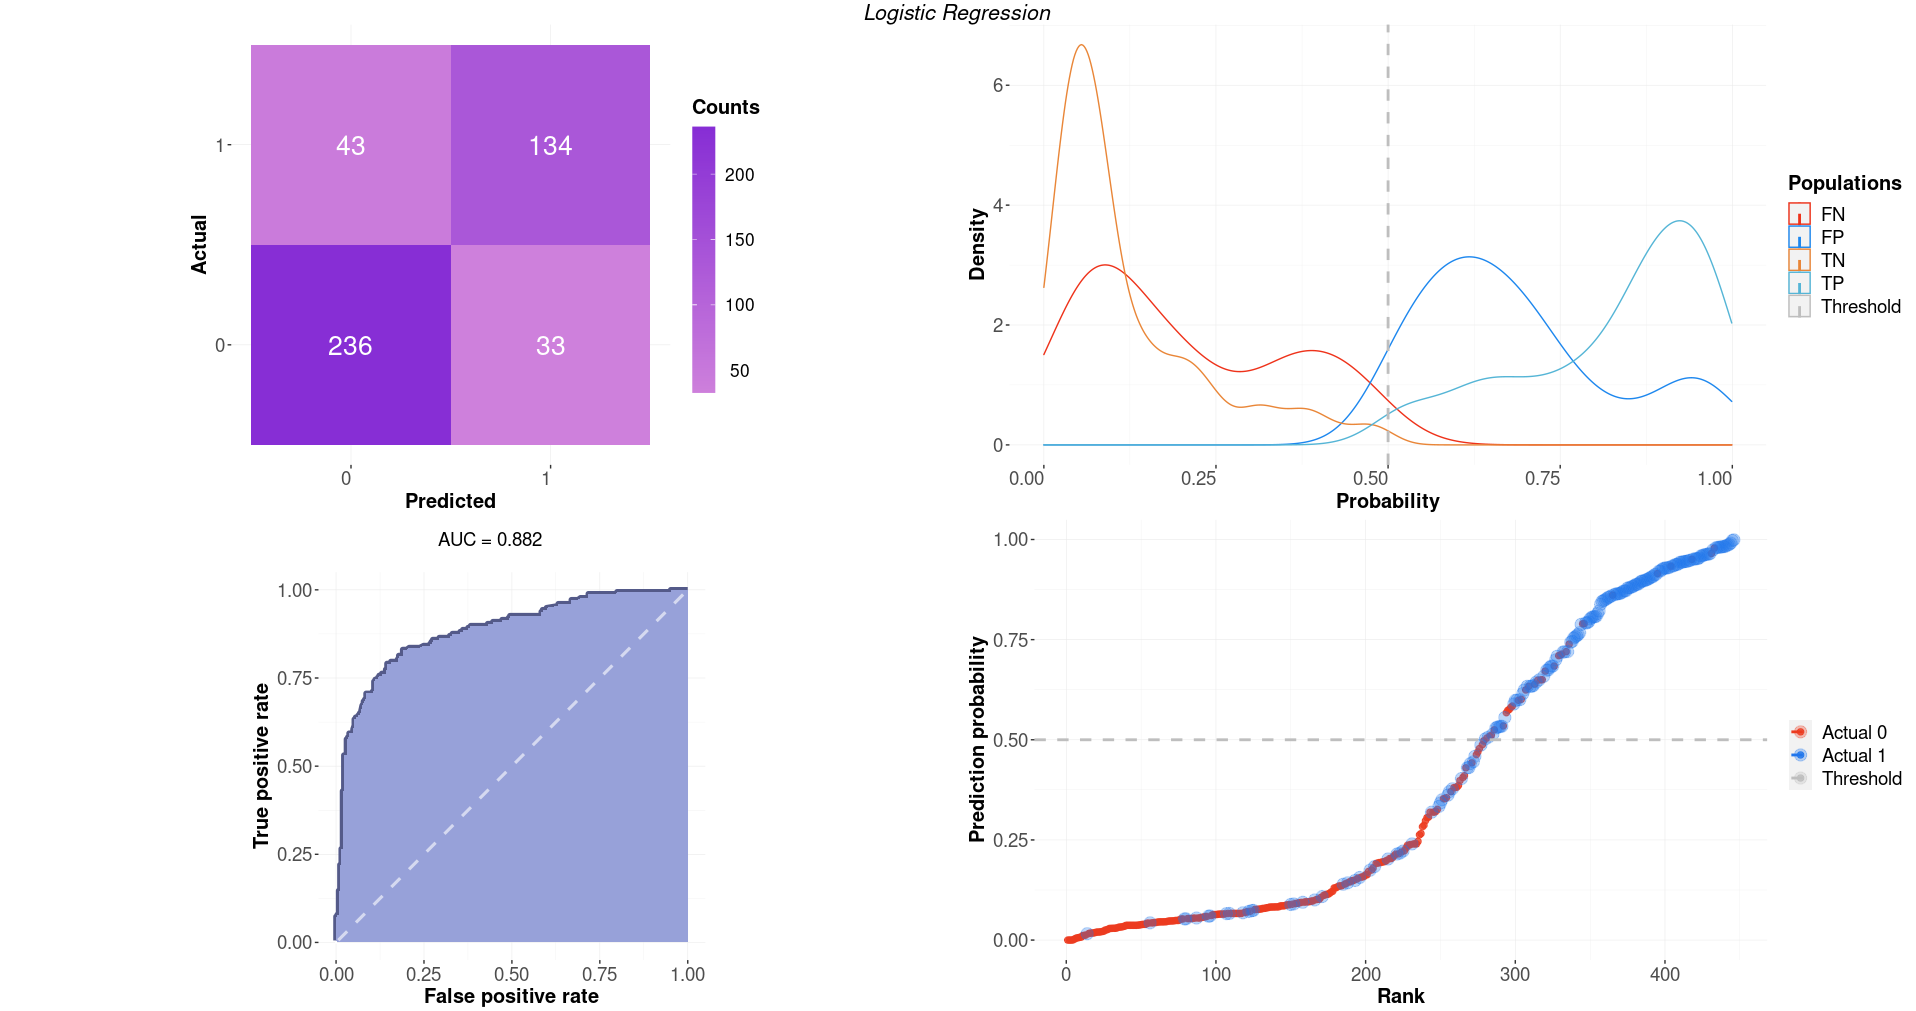 Logistic Regression
43
134
236
33
1
0
Actual
0
1
Predicted
Counts
200
150
100
50
6
4
2
0
Density
0.00
0.25
0.50
0.75
1.00
Probability
Populations
FN
FP
TN
TP
Threshold
AUC = 0.882
1.00
0.75
0.50
0.25
0.00
True positive rate
0.00
0.25
0.50
0.75
1.00
False positive rate
1.00
0.75
0.50
0.25
0.00
Prediction probability
0
100
200
300
400
Rank
Actual 0
Actual 1
Threshold